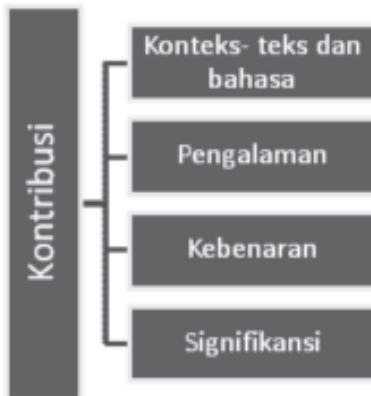 Kontribusi
Konteks- teks dan
bahasa
Pengalaman
Kebenaran
Signifikansi